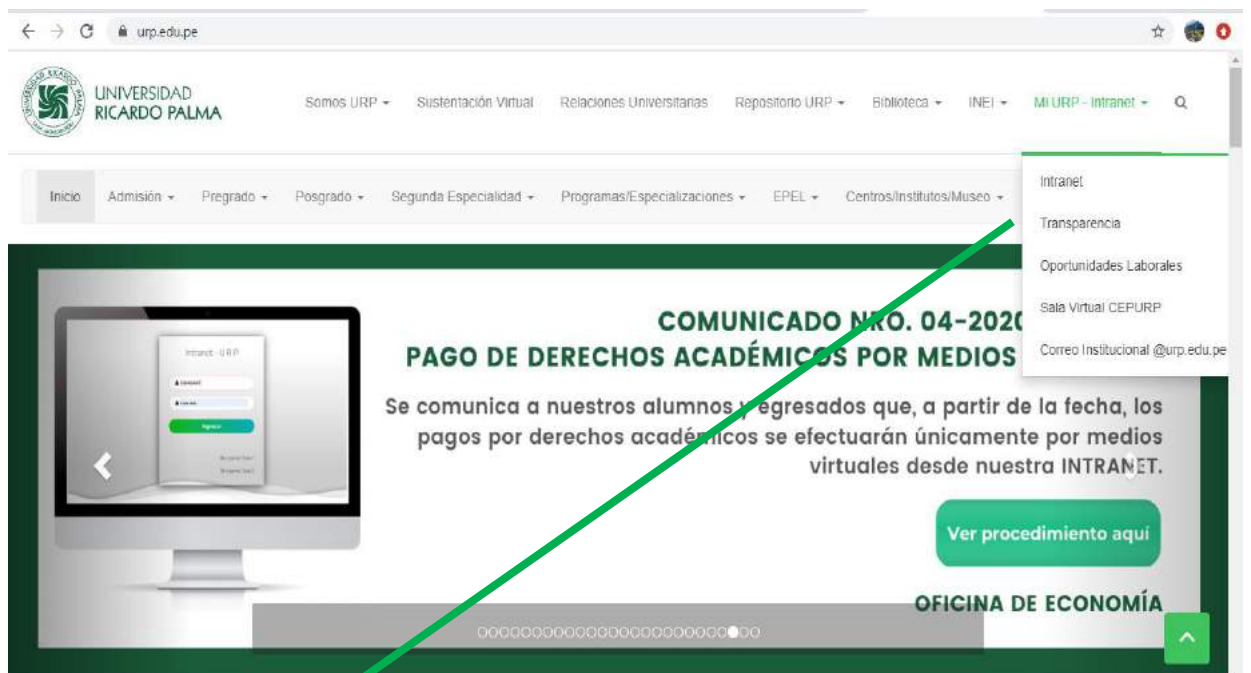 urp.edu.pe
UNIVERSIDAD
RICARDO PALMA
Somos URP Sustentación Virtual Relaciones Universitarias Repositorio URP Biblioteca INEI MI URP - Intranet
Inicio Admisión Pregrado Posgrado Segunda Especialidad Programas/Especializaciones EPEL Centros/Institutos/Museo
Intranet
Transparencia
Oportunidades Laborales
Sala Virtual CEPURP
Correo Institucional @urp.edu.pe
Intranet - U R P
COMUNICADO NRO. 04-2020
PAGO DE DERECHOS ACADÉMICOS POR MEDIOS
Se comunica a nuestros alumnos y egresados que, a partir de la fecha, los
pagos por derechos académicos se efectuarán únicamente por medios
virtuales desde nuestra INTRANET.
Ver procedimiento aquí
OFICINA DE ECONOMÍA